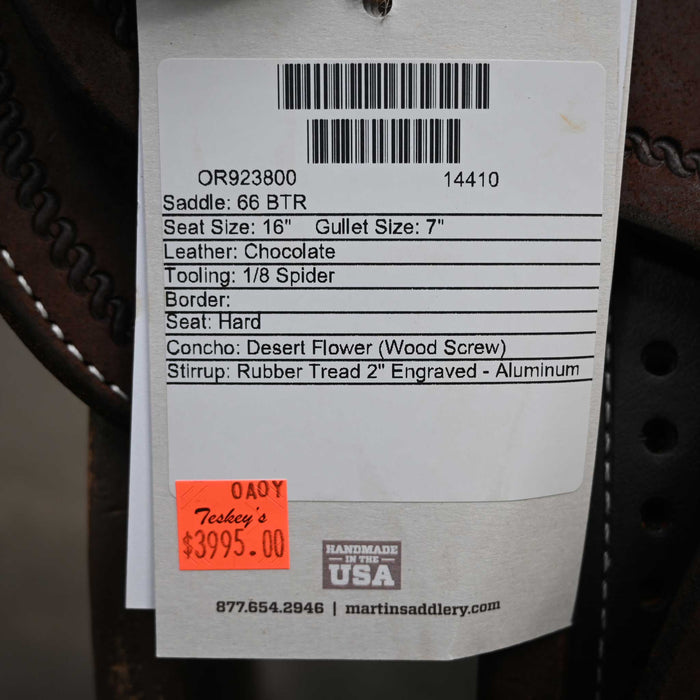 OR923800 14410
Saddle: 66 BTR
Seat Size: 16" Gullet Size: 7"
Leather: Chocolate
Tooling: 1/8 Spider
Border:
Seat: Hard
Concho: Desert Flower (Wood Screw)
Stirrup: Rubber Tread 2" Engraved - Aluminum
0A0Y
Teskey's
$3995.00
HANDMADE
IN THE
USA
877.654.2946 | martinsaddlery.com